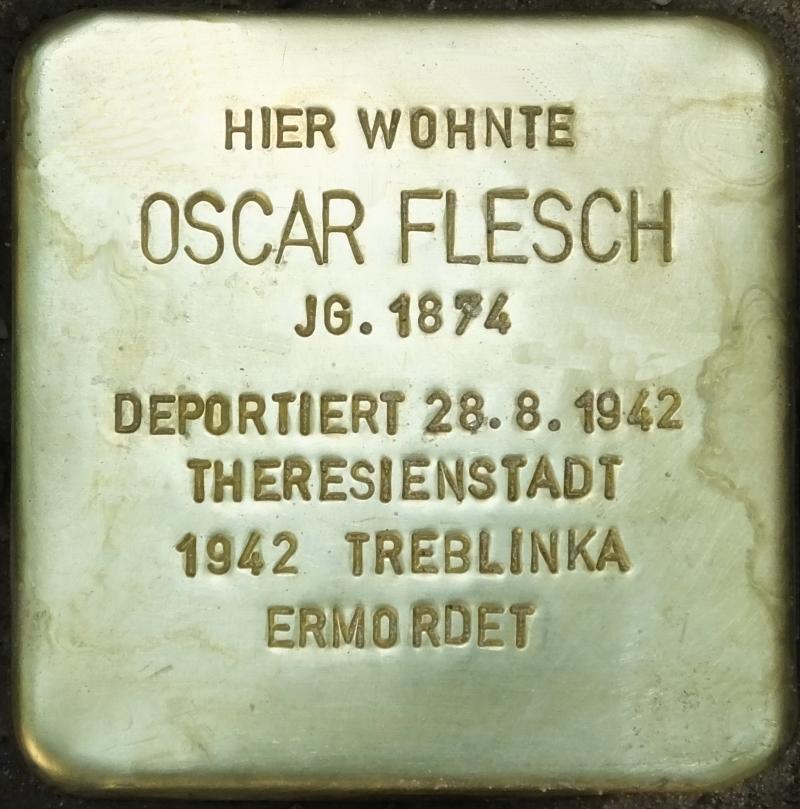 HIER WOHNTE
OSCAR FLESCH
JG. 1874
DEPORTIERT 28.8.1942
THERESIENSTADT
1942 TREBLINKA
ERMORDET